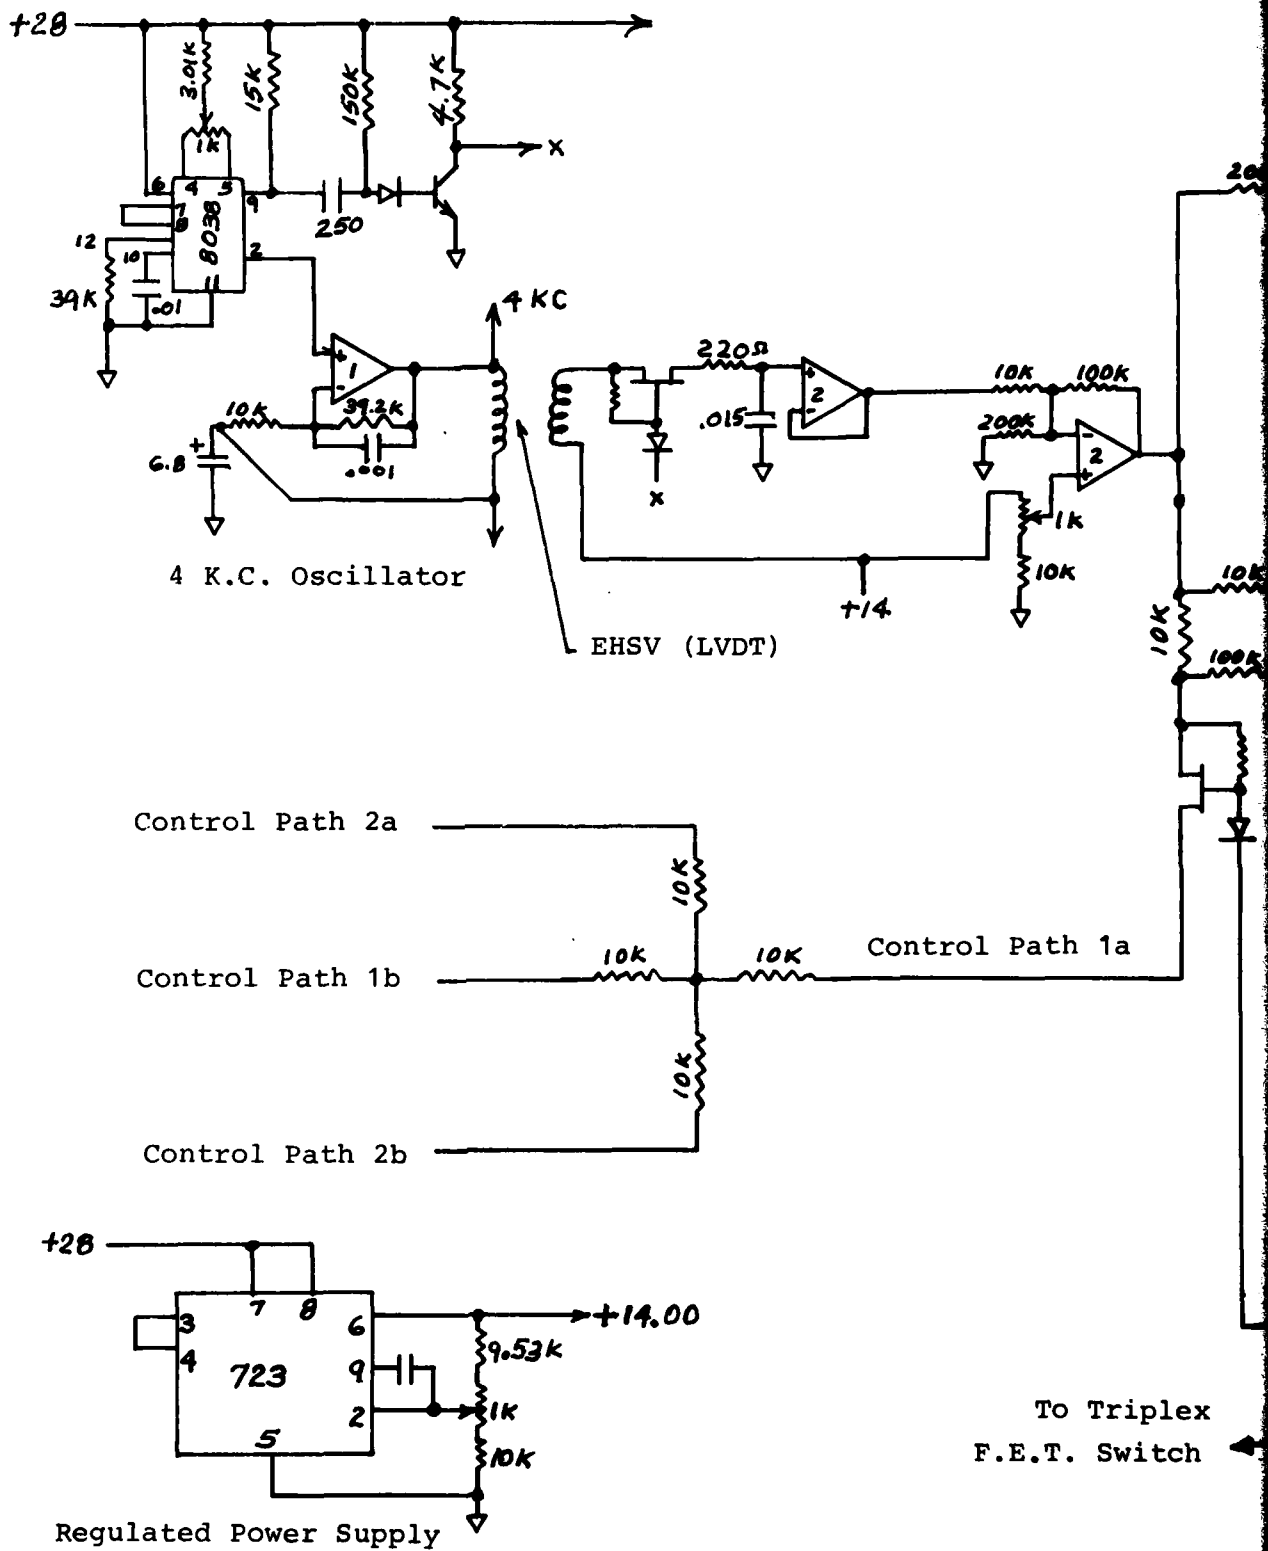 +28
3.01K
15K
150K
4.7K
x
1K
6
4
5
9
7
8
8038
12
10
2
11
250
39K
.01
4 KC
+
1
-
10K
39.2K
.001
+
6.8
220Ω
.015
+
2
-
x
10K
100K
200K
-
2
+
1K
10K
+14
20
10K
10K
100K
4 K.C. Oscillator
EHSV (LVDT)
Control Path 2a
10K
Control Path 1b
10K
10K
Control Path 1a
10K
Control Path 2b
+28
7
8
3
6
+14.00
4
723
9
9.53K
2
1K
5
10K
Regulated Power Supply
To Triplex
F.E.T. Switch